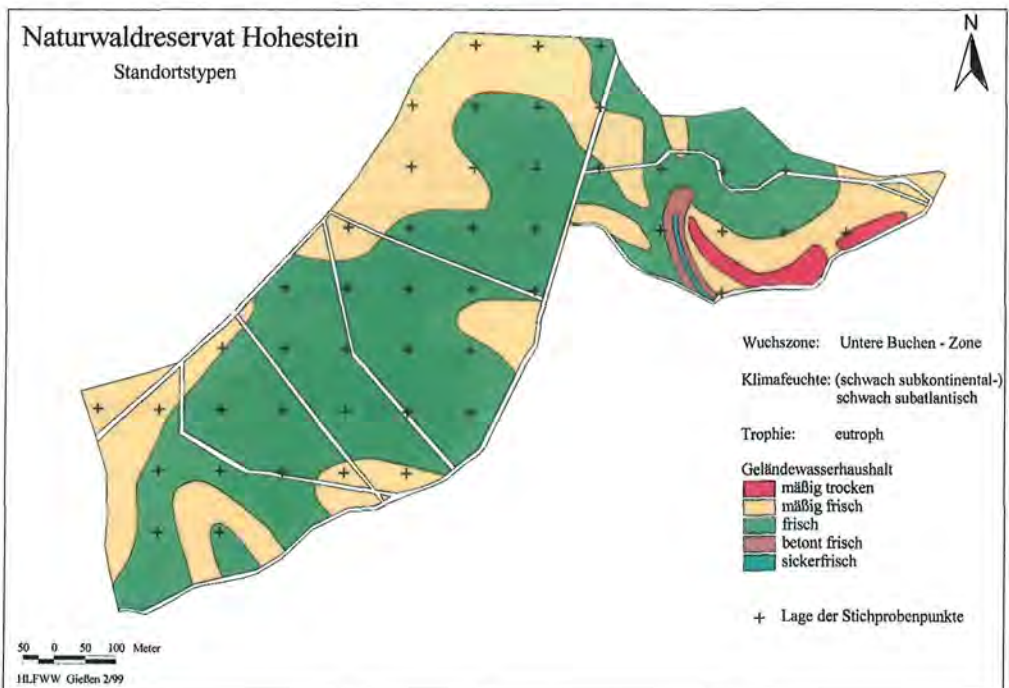 Naturwaldreservat Hohestein
Standortstypen
N
Wuchszone: Untere Buchen - Zone
Klimafeuchte: (schwach subkontinental-)
schwach subatlantisch
Trophie: eutroph
Geländewasserhaushalt
mäßig trocken
mäßig frisch
frisch
betont frisch
sickerfrisch
+ Lage der Stichprobenpunkte
50 0 50 100 Meter
HLFWW Gießen 2/99